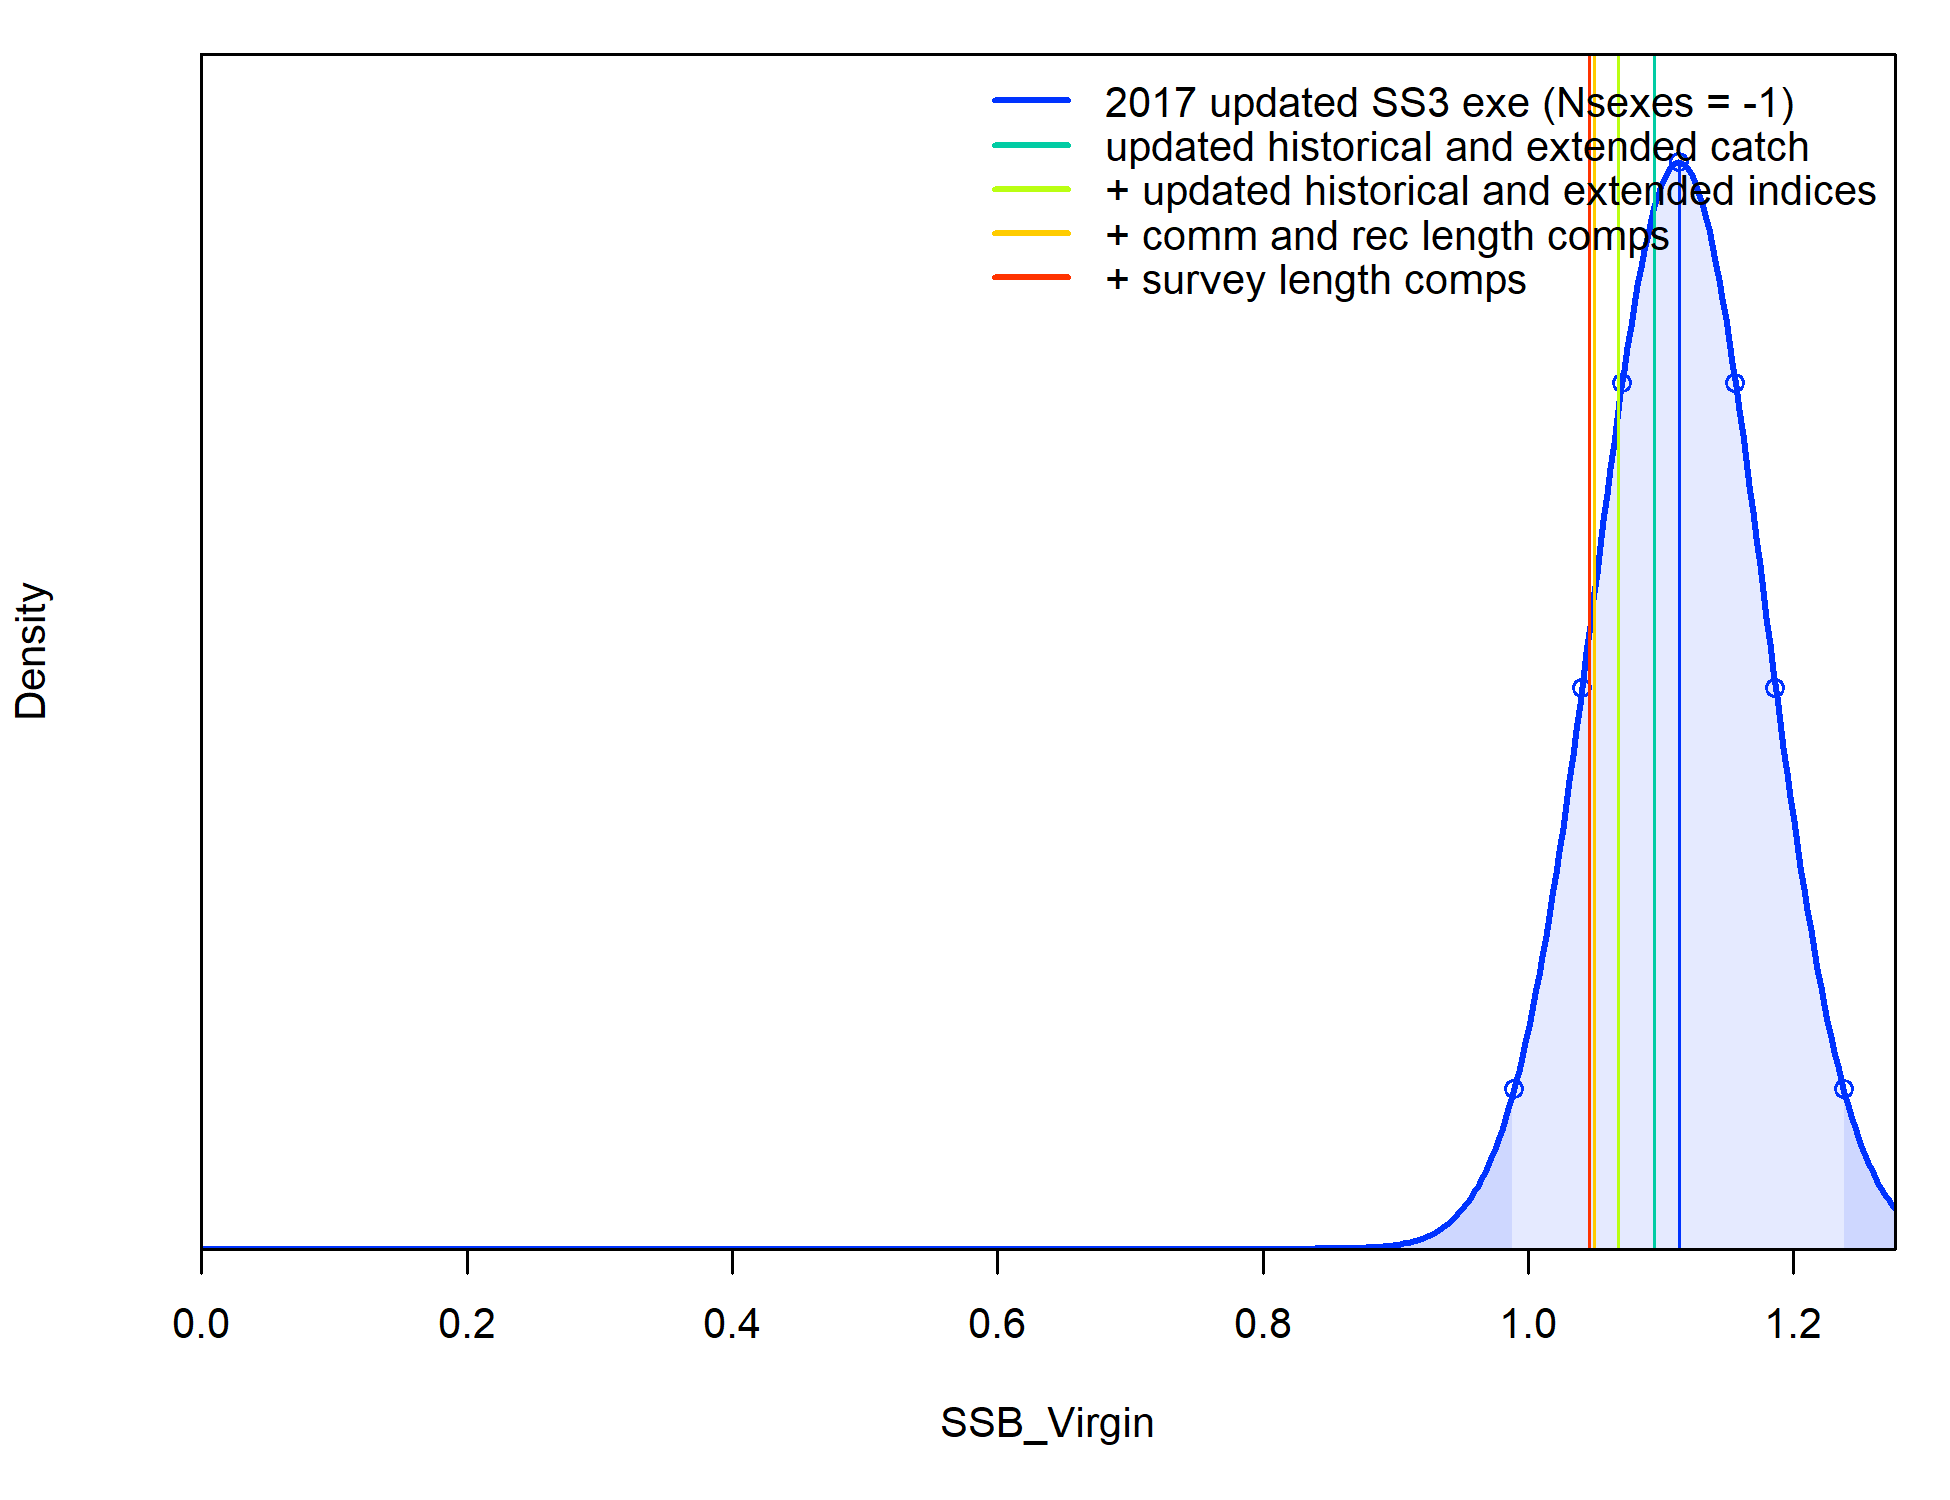 2017 updated SS3 exe (Nsexes = -1)
updated historical and extended catch
+ updated historical and extended indices
+ comm and rec length comps
+ survey length comps
Density
0.0 0.2 0.4 0.6 0.8 1.0 1.2
SSB_Virgin